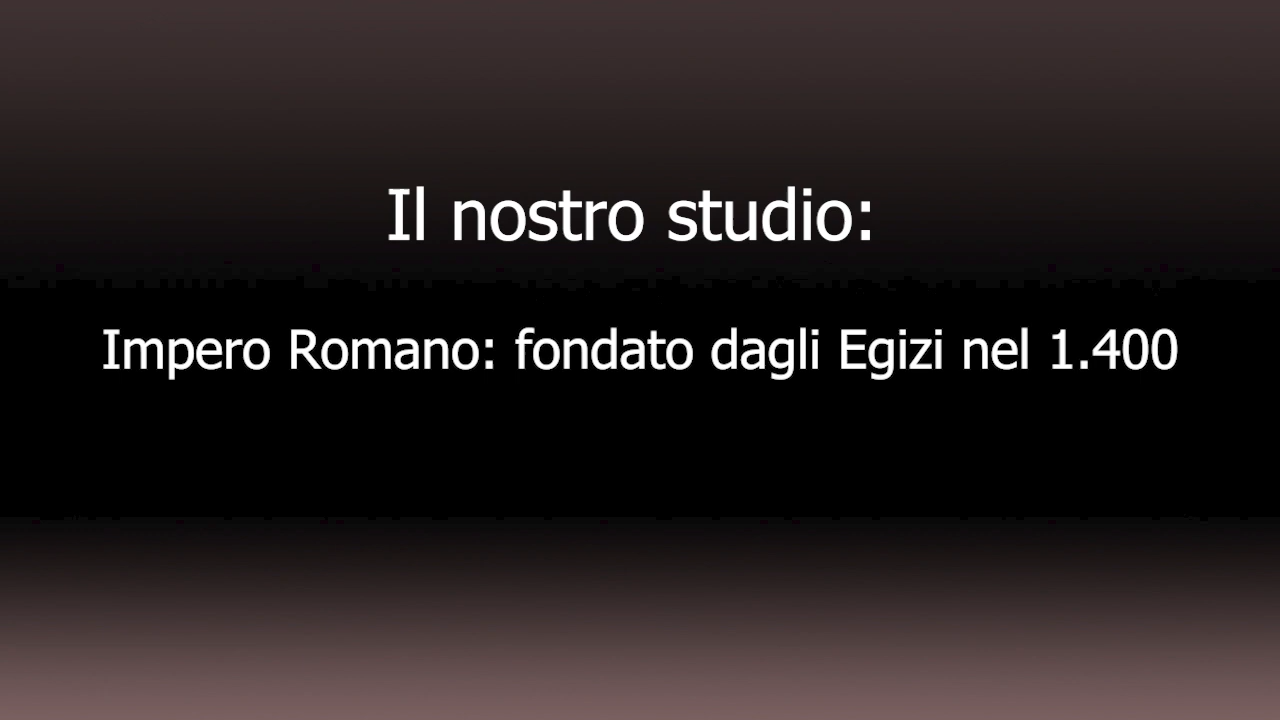 Il nostro studio:
Impero Romano: fondato dagli Egizi nel 1.400